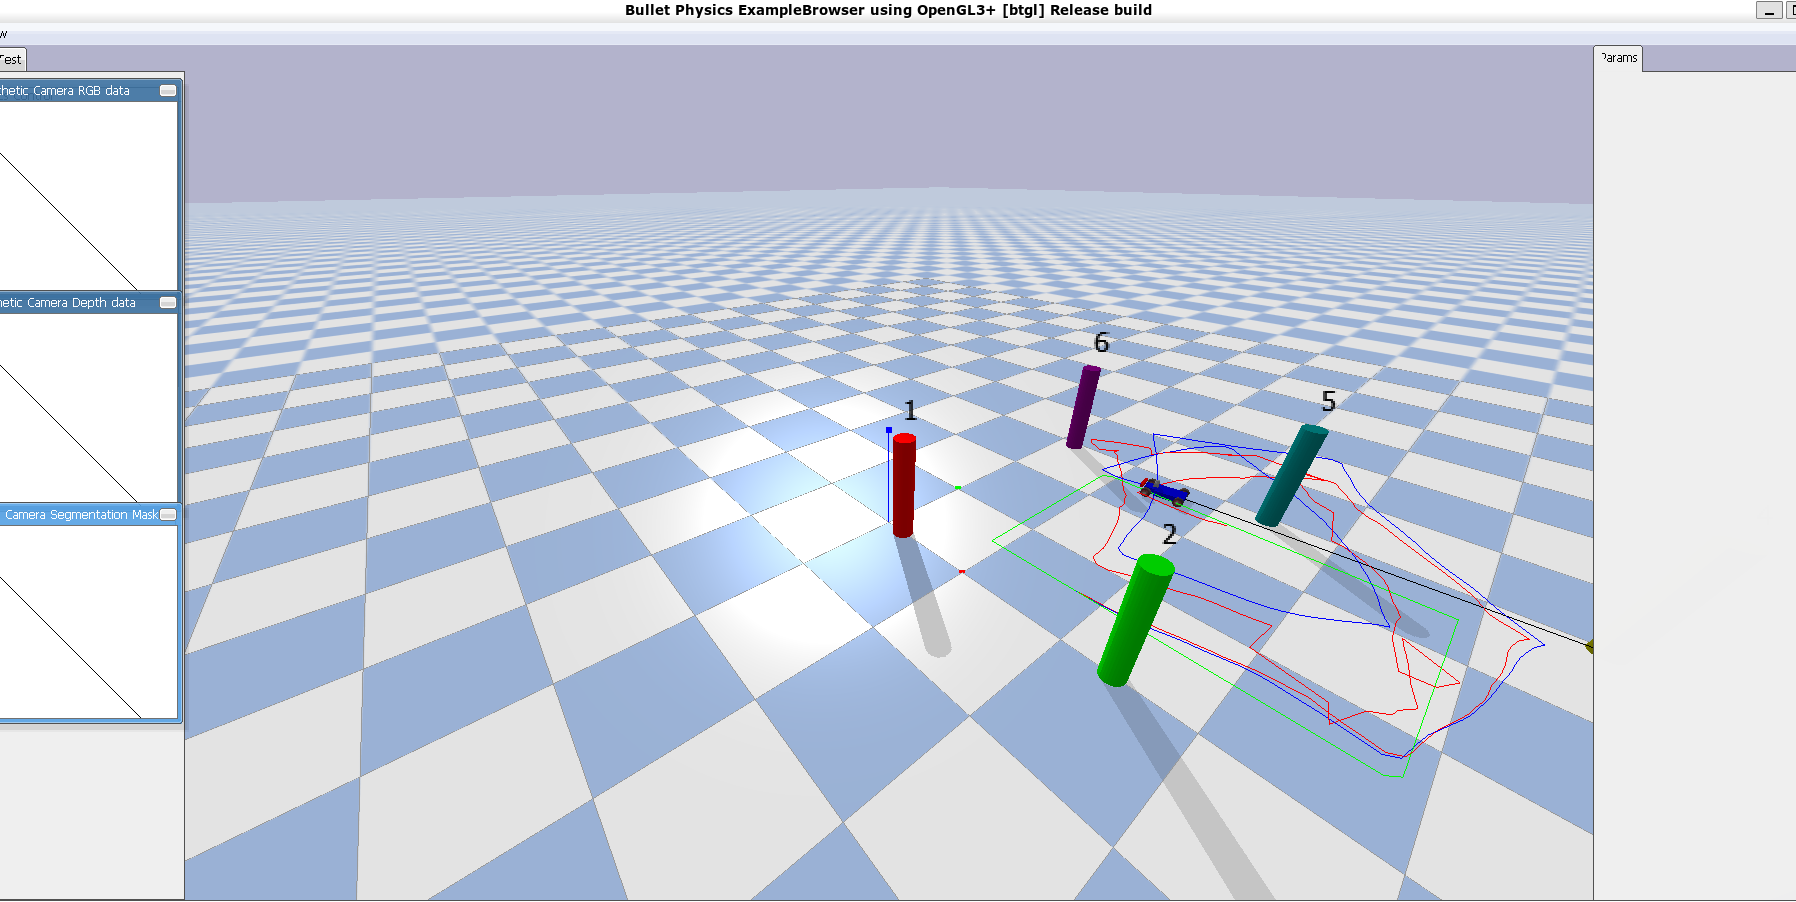 Bullet Physics ExampleBrowser using OpenGL3+ [btgl] Release build
w
Test
Params
thetic Camera RGB data
6
5
1
netic Camera Depth data
2
Camera Segmentation Mask